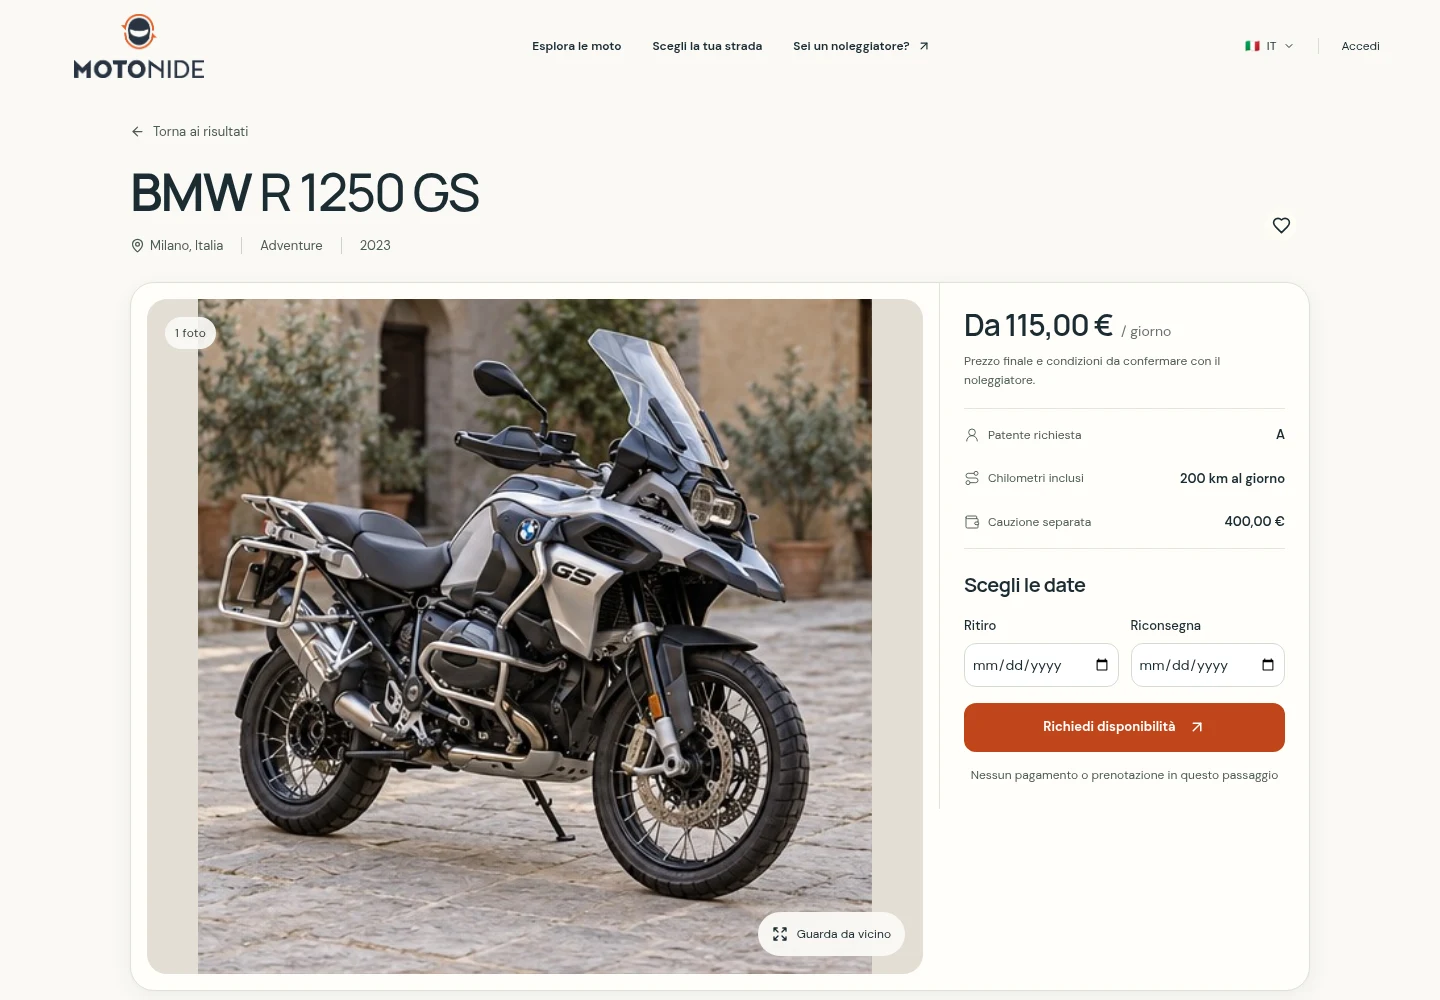 MOTONIDE
Esplora le moto
Scegli la tua strada
Sei un noleggiatore?
IT
Accedi
Torna ai risultati
BMW R 1250 GS
Milano, Italia
Adventure
2023
1 foto
GS
Guarda da vicino
Da 115,00 € / giorno
Prezzo finale e condizioni da confermare con il
noleggiatore.
Patente richiesta
A
Chilometri inclusi
200 km al giorno
Cauzione separata
400,00 €
Scegli le date
Ritiro
Riconsegna
mm/dd/yyyy
mm/dd/yyyy
Richiedi disponibilità
Nessun pagamento o prenotazione in questo passaggio